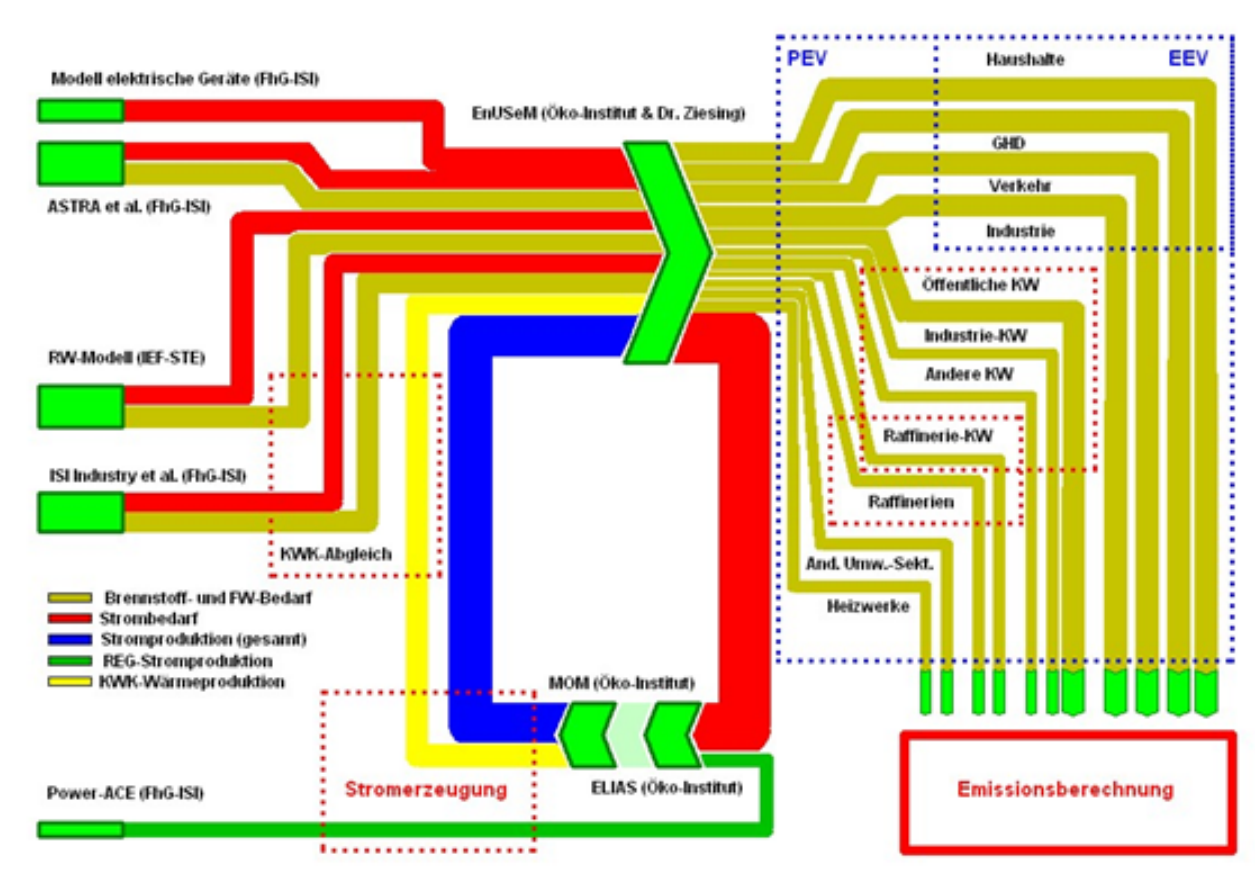 PEV
Haushalte
EEV
Modell elektrische Geräte (FhG-ISI)
EnUSeM (Öko-Institut & Dr. Ziesing)
GHD
Verkehr
ASTRA et al. (FhG-ISI)
Industrie
Öffentliche KW
Industrie-KW
RW-Modell (IEF-STE)
Andere KW
Raffinerie-KW
ISI Industry et al. (FhG-ISI)
Raffinerien
KWK-Abgleich
And. Umw.-Sekt.
Heizwerke
Brennstoff- und FW-Bedarf
Strombedarf
Stromproduktion (gesamt)
REG-Stromproduktion
KWK-Wärmeproduktion
MOM (Öko-Institut)
Stromerzeugung
ELIAS (Öko-Institut)
Power-ACE (FhG-ISI)
Emissionsberechnung